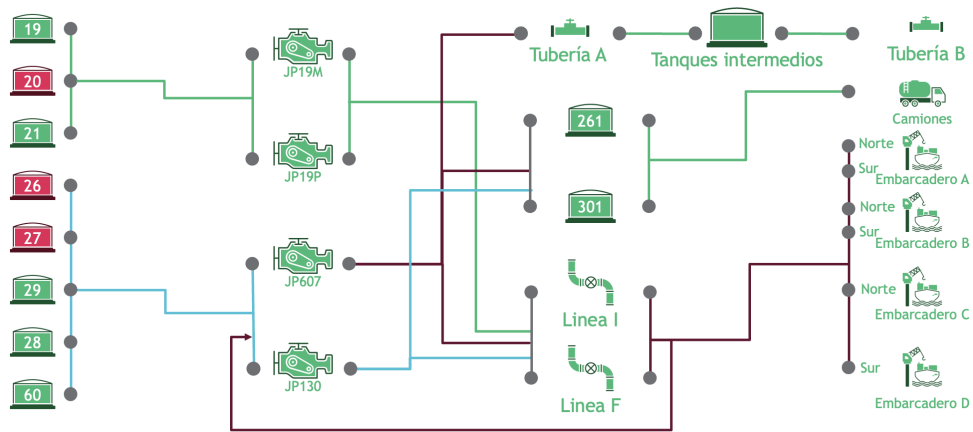 19
20
21
26
27
29
28
60
JP19M
JP19P
JP607
JP130
Tubería A
Tanques intermedios
Tubería B
261
301
Linea I
Linea F
Camiones
Norte
Sur
Embarcadero A
Norte
Sur
Embarcadero B
Norte
Embarcadero C
Sur
Embarcadero D